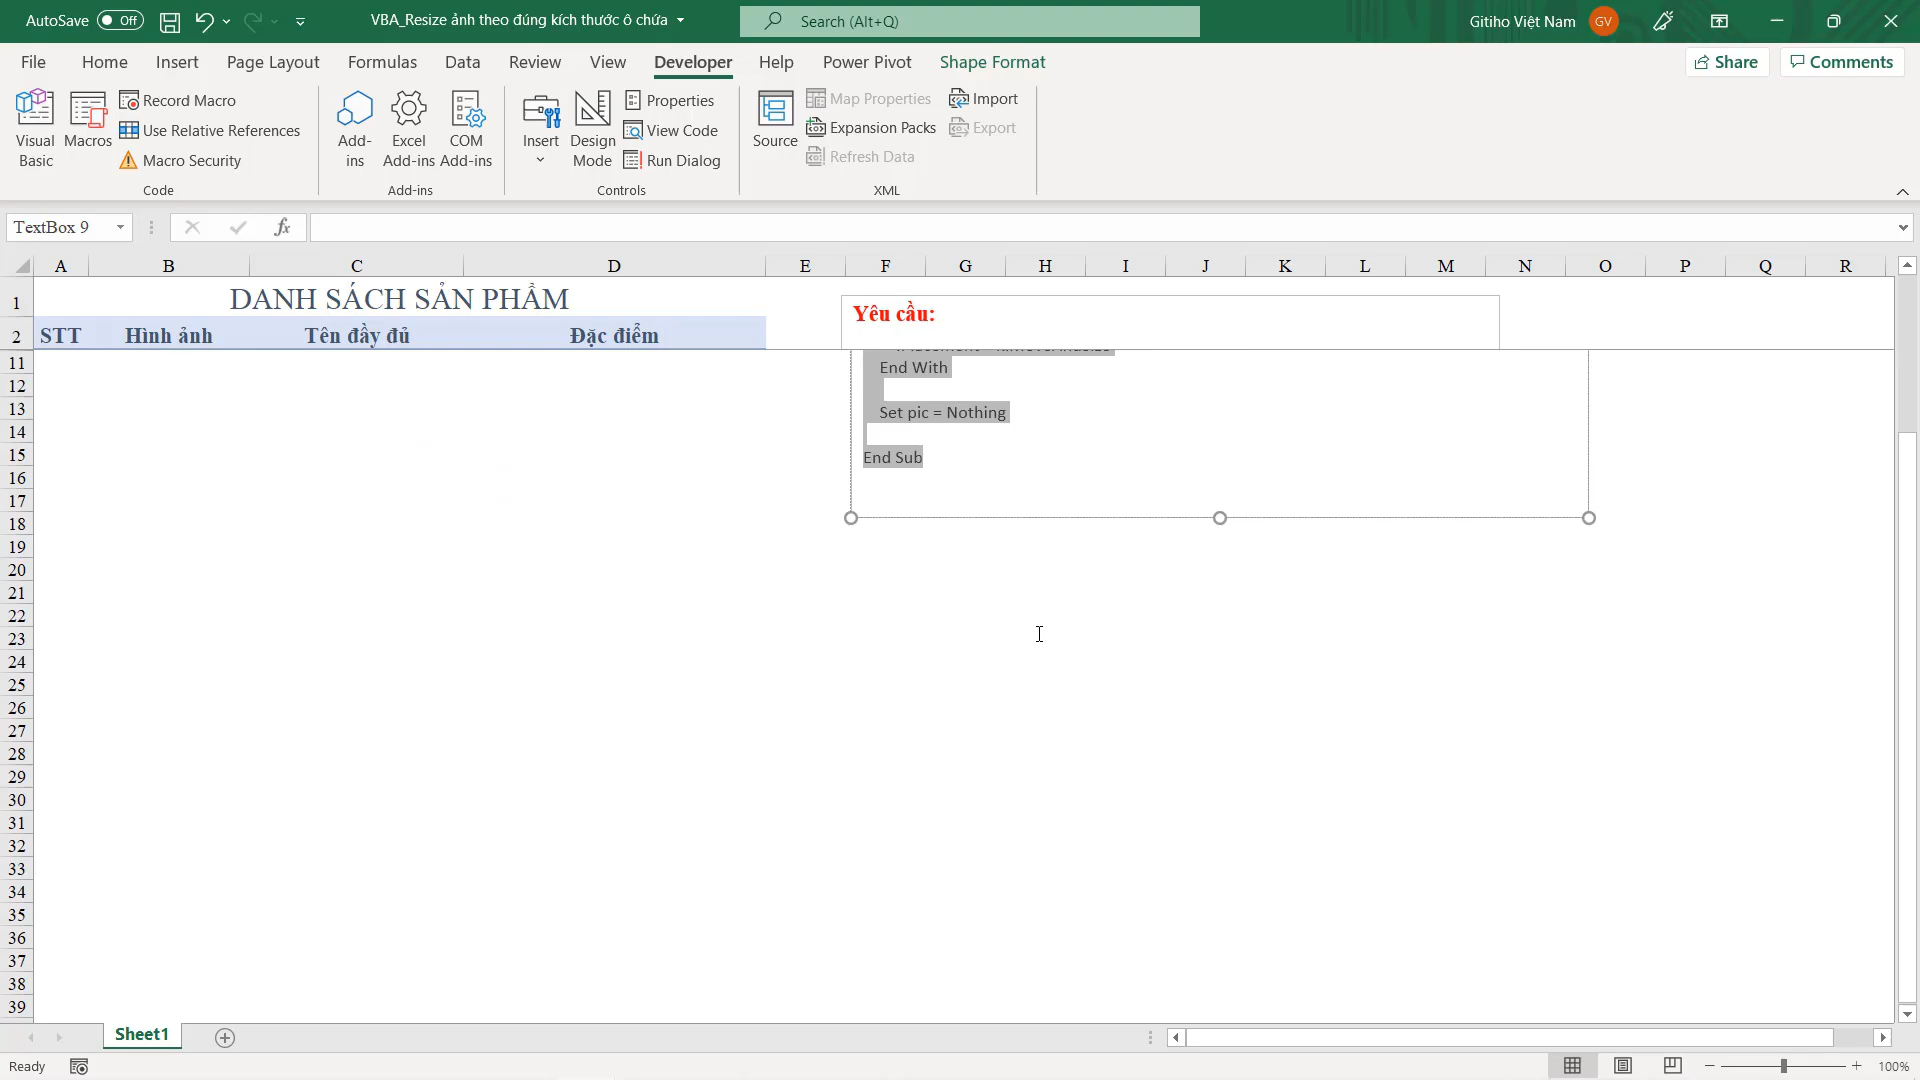 AutoSave Off VBA_Resize ảnh theo đúng kích thước ô chứa Search (Alt+Q) Gitiho Việt Nam GV
File Home Insert Page Layout Formulas Data Review View Developer Help Power Pivot Shape Format Share Comments
Visual Basic
Macros
Record Macro
Use Relative References
Macro Security
Code
Add-ins
Excel Add-ins
COM Add-ins
Add-ins
Insert
Design Mode
Properties
View Code
Run Dialog
Controls
Source
Map Properties
Expansion Packs
Refresh Data
Import
Export
XML
TextBox 9 fx
A B C D E F G H I J K L M N O P Q R
1 DANH SÁCH SẢN PHẨM
Yêu cầu:
2 STT Hình ảnh Tên đầy đủ Đặc điểm
11
End With
12
13
Set pic = Nothing
14
15
End Sub
16
17
18
19
20
21
22
23
24
25
26
27
28
29
30
31
32
33
34
35
36
37
38
39
Sheet1
Ready 100%